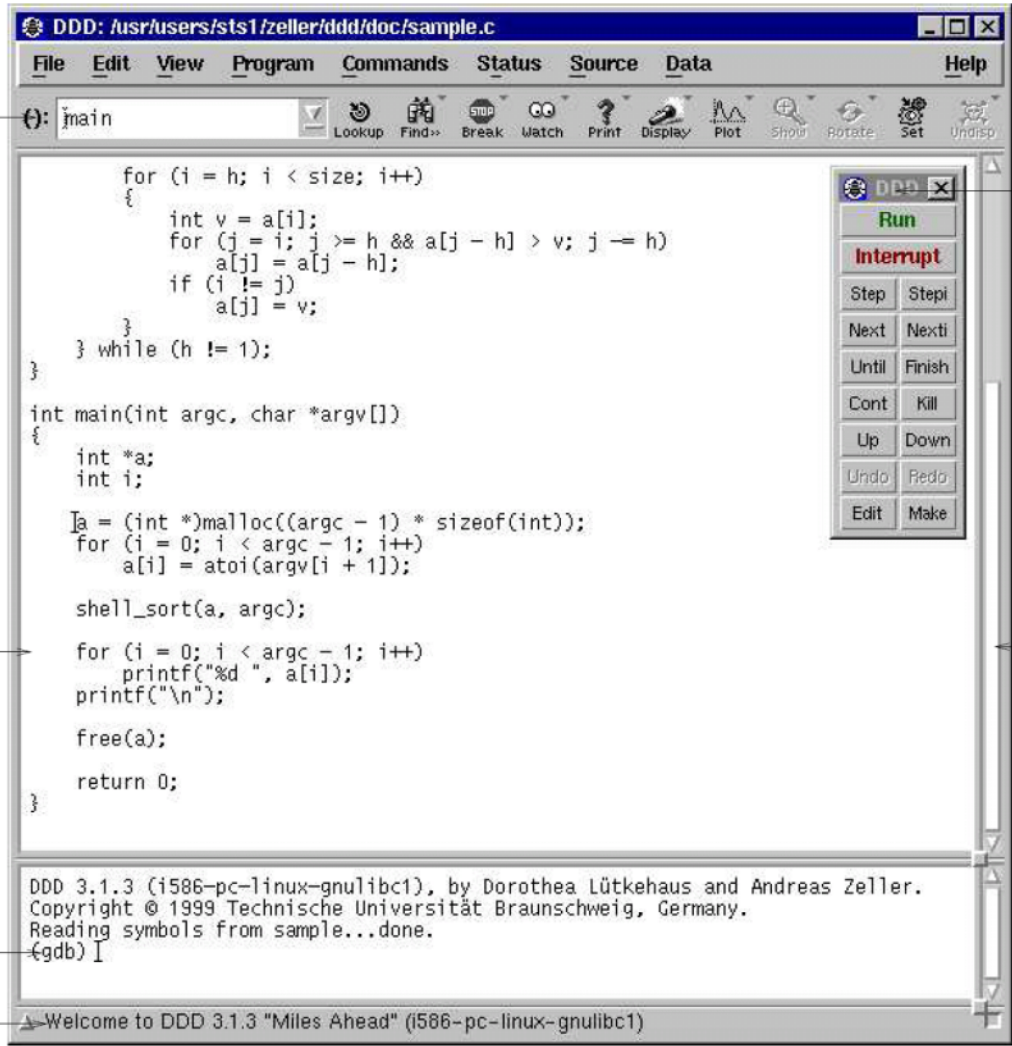 DDD: /usr/users/sts1/zeller/ddd/doc/sample.c
File Edit View Program Commands Status Source Data Help
(): main
Lookup Find» Break Watch Print Display Plot Show Rotate Set Undisp
STOP
        for (i = h; i < size; i++)
        {
            int v = a[i];
            for (j = i; j >= h && a[j - h] > v; j -= h)
                a[j] = a[j - h];
            if (i != j)
                a[j] = v;
        }
    } while (h != 1);
}
int main(int argc, char *argv[])
{
    int *a;
    int i;
    a = (int *)malloc((argc - 1) * sizeof(int));
    for (i = 0; i < argc - 1; i++)
        a[i] = atoi(argv[i + 1]);
    shell_sort(a, argc);
    for (i = 0; i < argc - 1; i++)
        printf("%d ", a[i]);
    printf("\n");
    free(a);
    return 0;
}
DDD
Run
Interrupt
Step Stepi
Next Nexti
Until Finish
Cont Kill
Up Down
Undo Redo
Edit Make
DDD 3.1.3 (i586-pc-linux-gnulibc1), by Dorothea Lütkehaus and Andreas Zeller.
Copyright © 1999 Technische Universität Braunschweig, Germany.
Reading symbols from sample...done.
(gdb)
Welcome to DDD 3.1.3 "Miles Ahead" (i586-pc-linux-gnulibc1)